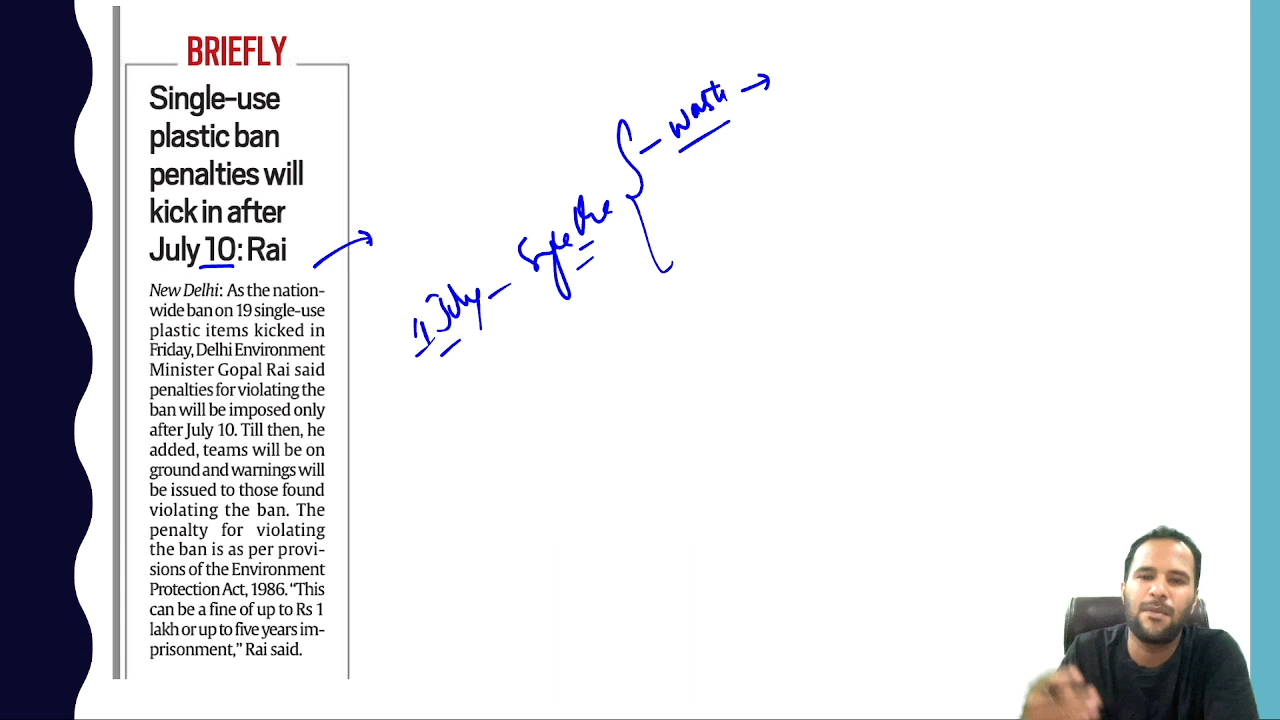 BRIEFLY
Single-use
plastic ban
penalties will
kick in after
July 10: Rai
New Delhi: As the nation-
wide ban on 19 single-use
plastic items kicked in
Friday, Delhi Environment
Minister Gopal Rai said
penalties for violating the
ban will be imposed only
after July 10. Till then, he
added, teams will be on
ground and warnings will
be issued to those found
violating the ban. The
penalty for violating
the ban is as per provi-
sions of the Environment
Protection Act, 1986. “This
can be a fine of up to Rs 1
lakh or up to five years im-
prisonment,” Rai said.
1 July - Single Use
- waste →